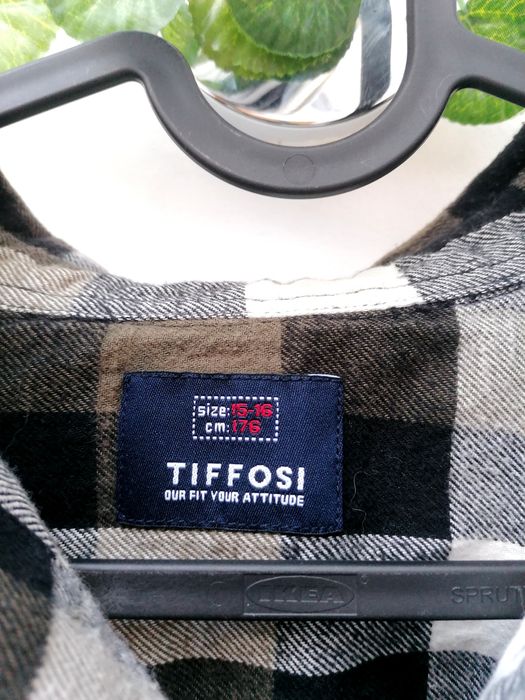 size: 15-16
cm: 176
TIFFOSI
OUR FIT YOUR ATTITUDE
IKEA SPRUT